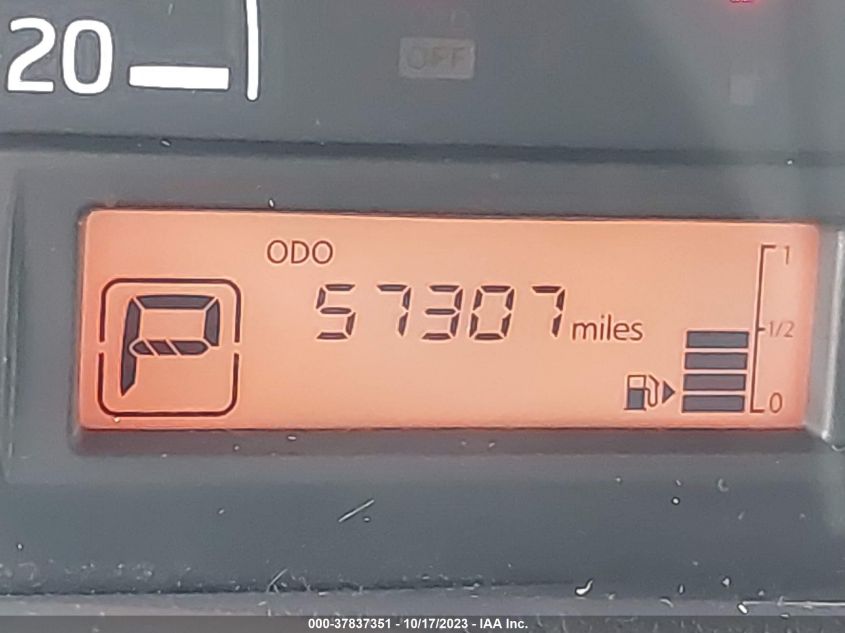 20
OFF
ODO
P
57307 miles
1
1/2
0
000-37837351 - 10/17/2023 - IAA Inc.